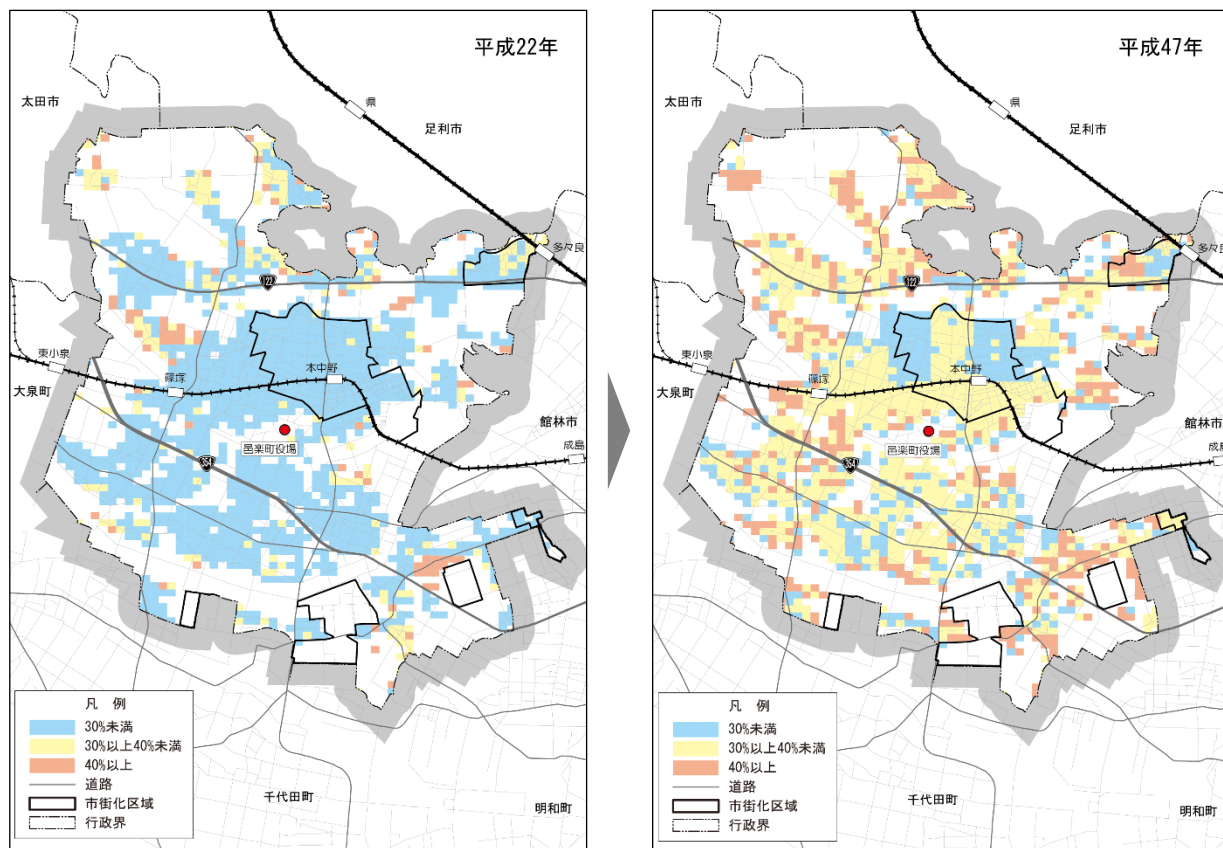 平成22年
太田市
県
足利市
多々良
122
東小泉
篠塚
本中野
大泉町
館林市
邑楽町役場
成島
354
凡 例
30%未満
30%以上40%未満
40%以上
道路
市街化区域
行政界
千代田町
明和町
平成47年
太田市
県
足利市
多々良
122
東小泉
篠塚
本中野
大泉町
館林市
邑楽町役場
成島
354
凡 例
30%未満
30%以上40%未満
40%以上
道路
市街化区域
行政界
千代田町
明和町